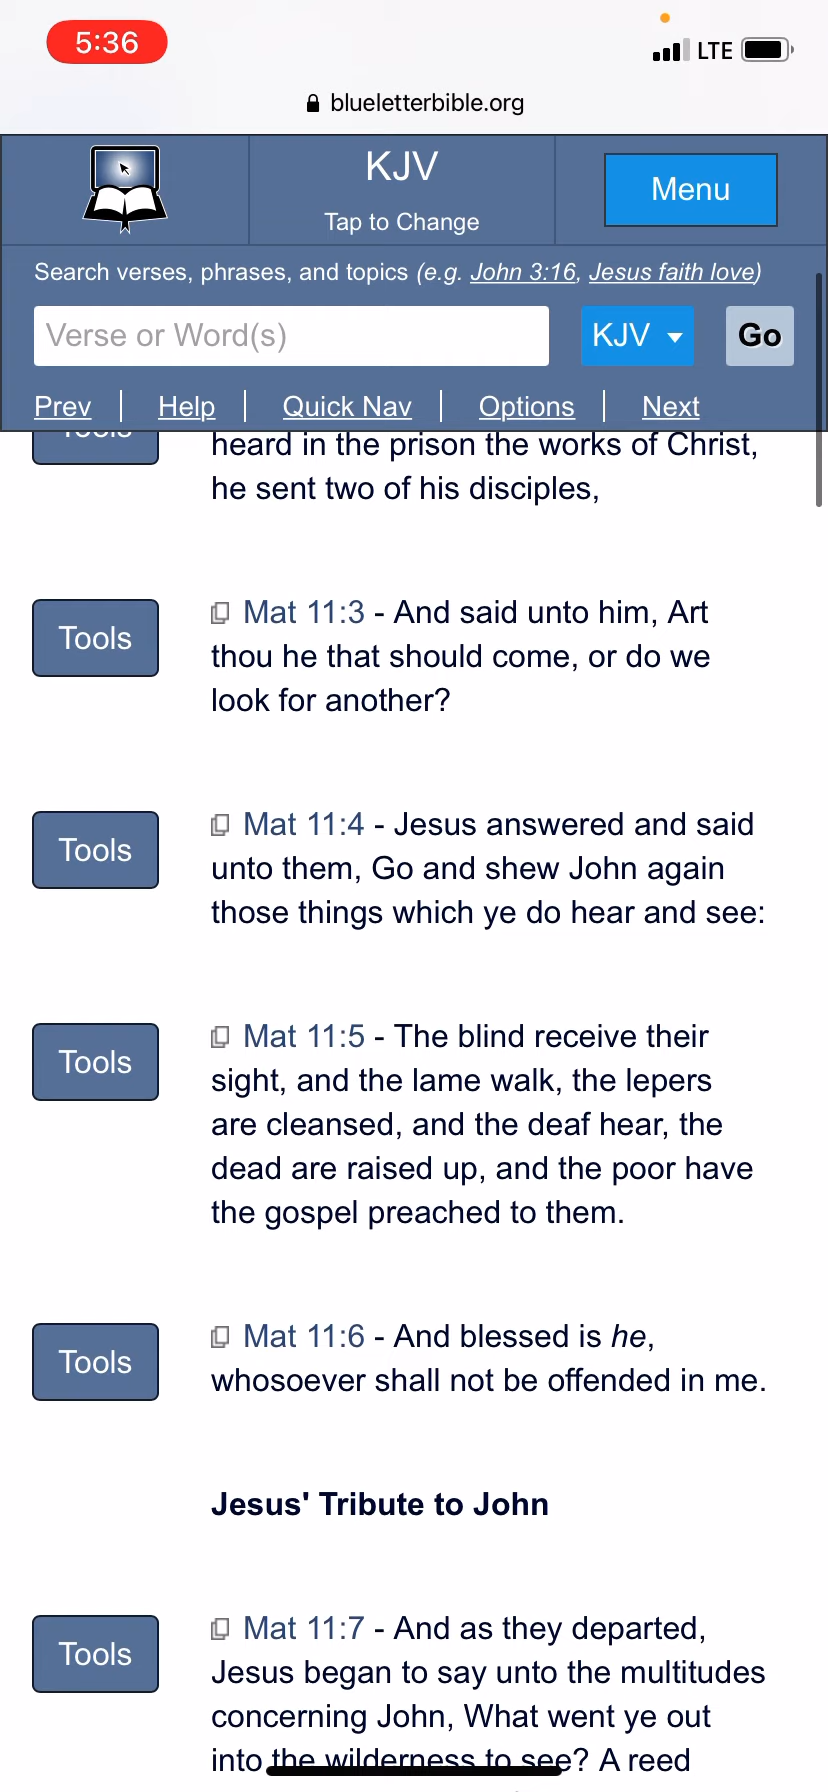 5:36
LTE
blueletterbible.org
KJV
Tap to Change
Menu
Search verses, phrases, and topics (e.g. John 3:16, Jesus faith love)
Verse or Word(s)
KJV
Go
Prev | Help | Quick Nav | Options | Next
Tools
heard in the prison the works of Christ,
he sent two of his disciples,
Tools
Mat 11:3 - And said unto him, Art
thou he that should come, or do we
look for another?
Tools
Mat 11:4 - Jesus answered and said
unto them, Go and shew John again
those things which ye do hear and see:
Tools
Mat 11:5 - The blind receive their
sight, and the lame walk, the lepers
are cleansed, and the deaf hear, the
dead are raised up, and the poor have
the gospel preached to them.
Tools
Mat 11:6 - And blessed is he,
whosoever shall not be offended in me.
Jesus' Tribute to John
Tools
Mat 11:7 - And as they departed,
Jesus began to say unto the multitudes
concerning John, What went ye out
into the wilderness to see? A reed